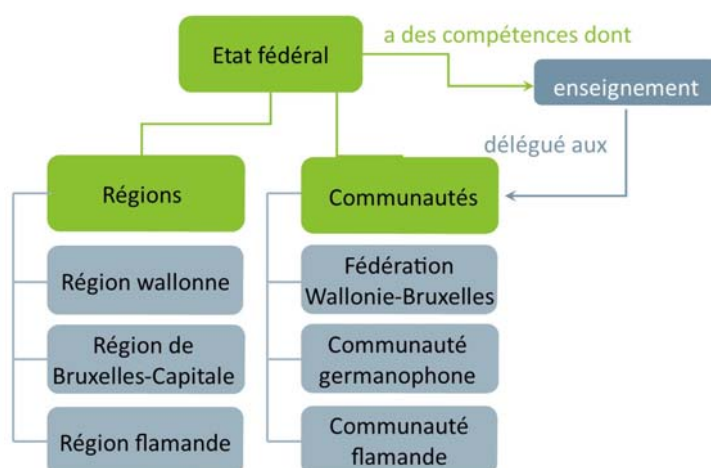 Etat fédéral
a des compétences dont
enseignement
délégué aux
Régions
Région wallonne
Région de
Bruxelles-Capitale
Région flamande
Communautés
Fédération
Wallonie-Bruxelles
Communauté
germanophone
Communauté
flamande